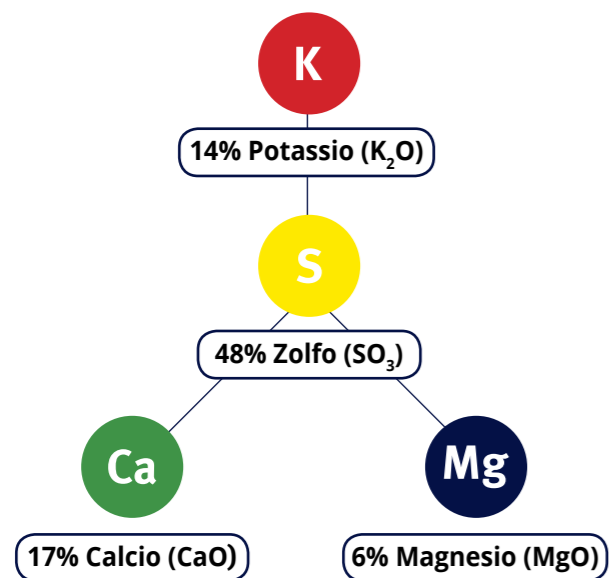 K
14% Potassio (K₂O)
S
48% Zolfo (SO₃)
Ca
Mg
17% Calcio (CaO)
6% Magnesio (MgO)